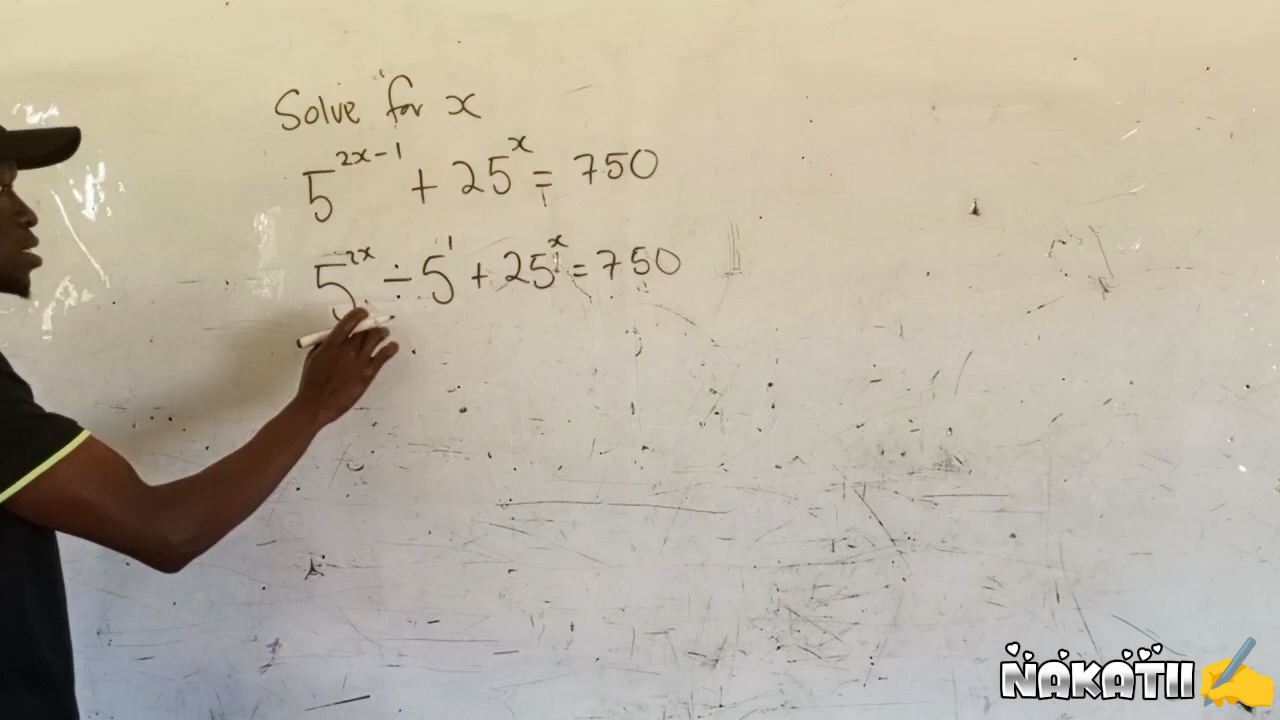 Solve for x
5^{2x-1} + 25^x = 750
5^{2x} ÷ 5^1 + 25^x = 750
NAKATII